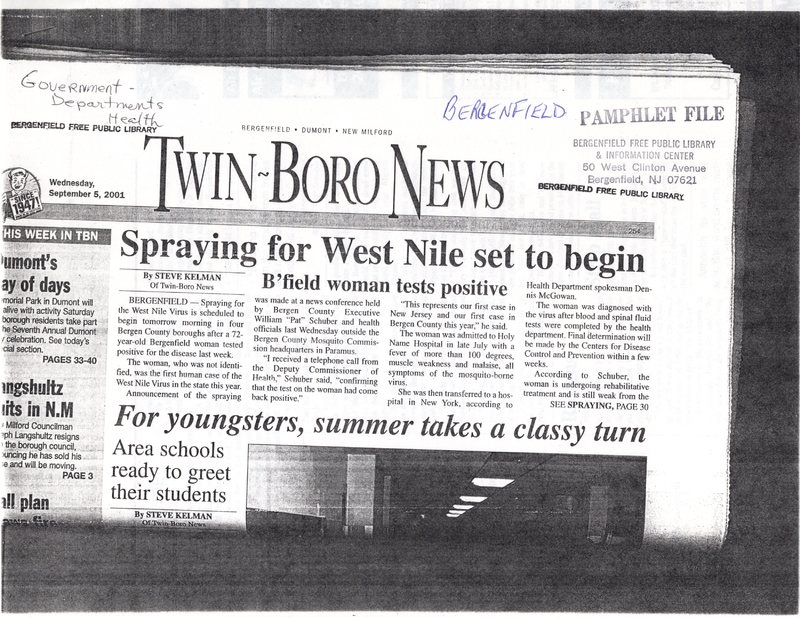 Government -
Departments
Health
BERGENFIELD FREE PUBLIC LIBRARY
BERGENFIELD
PAMPHLET FILE
BERGENFIELD FREE PUBLIC LIBRARY
& INFORMATION CENTER
50 West Clinton Avenue
Bergenfield, NJ 07621
BERGENFIELD FREE PUBLIC LIBRARY
BERGENFIELD • DUMONT • NEW MILFORD
TWIN~BORO NEWS
SINCE
1947!
Wednesday,
September 5, 2001
HIS WEEK IN TBN
umont's
ay of days
morial Park in Dumont will
alive with activity Saturday
borough residents take part
he Seventh Annual Dumont
celebration. See today's
cial section.
PAGES 33-40
angshultz
its in N.M
Milford Councilman
ph Langshultz resigns
the borough council,
uncing he has sold his
e and will be moving.
PAGE 3
all plan
Spraying for West Nile set to begin
By STEVE KELMAN
Of Twin-Boro News
B'field woman tests positive
BERGENFIELD — Spraying for
the West Nile Virus is scheduled to
begin tomorrow morning in four
Bergen County boroughs after a 72-
year-old Bergenfield woman tested
positive for the disease last week.
The woman, who was not identi-
fied, was the first human case of the
West Nile Virus in the state this year.
Announcement of the spraying
was made at a news conference held
by Bergen County Executive
William "Pat" Schuber and health
officials last Wednesday outside the
Bergen County Mosquito Commis-
sion headquarters in Paramus.
"I received a telephone call from
the Deputy Commissioner of
Health," Schuber said, "confirming
that the test on the woman had come
back positive."
"This represents our first case in
New Jersey and our first case in
Bergen County this year," he said.
The woman was admitted to Holy
Name Hospital in late July with a
fever of more than 100 degrees,
muscle weakness and malaise, all
symptoms of the mosquito-borne
virus.
She was then transferred to a hos-
pital in New York, according to
Health Department spokesman Den-
nis McGowan.
The woman was diagnosed with
the virus after blood and spinal fluid
tests were completed by the health
department. Final determination will
be made by the Centers for Disease
Control and Prevention within a few
weeks.
According to Schuber, the
woman is undergoing rehabilitative
treatment and is still weak from the
SEE SPRAYING, PAGE 30
For youngsters, summer takes a classy turn
Area schools
ready to greet
their students
By STEVE KELMAN
Of Twin-Boro News